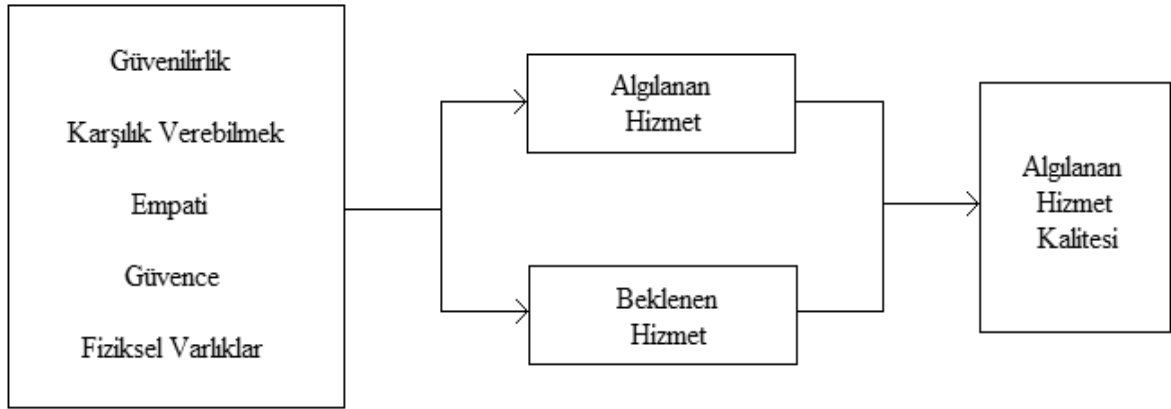 Güvenilirlik
Karşılık Verebilmek
Empati
Güvence
Fiziksel Varlıklar
Algılanan
Hizmet
Beklenen
Hizmet
Algılanan
Hizmet
Kalitesi